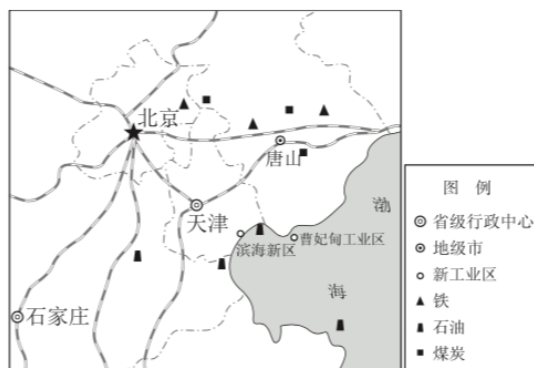 北京
唐山
天津
渤
滨海新区
曹妃甸工业区
海
石家庄
图 例
省级行政中心
地级市
新工业区
铁
石油
煤炭